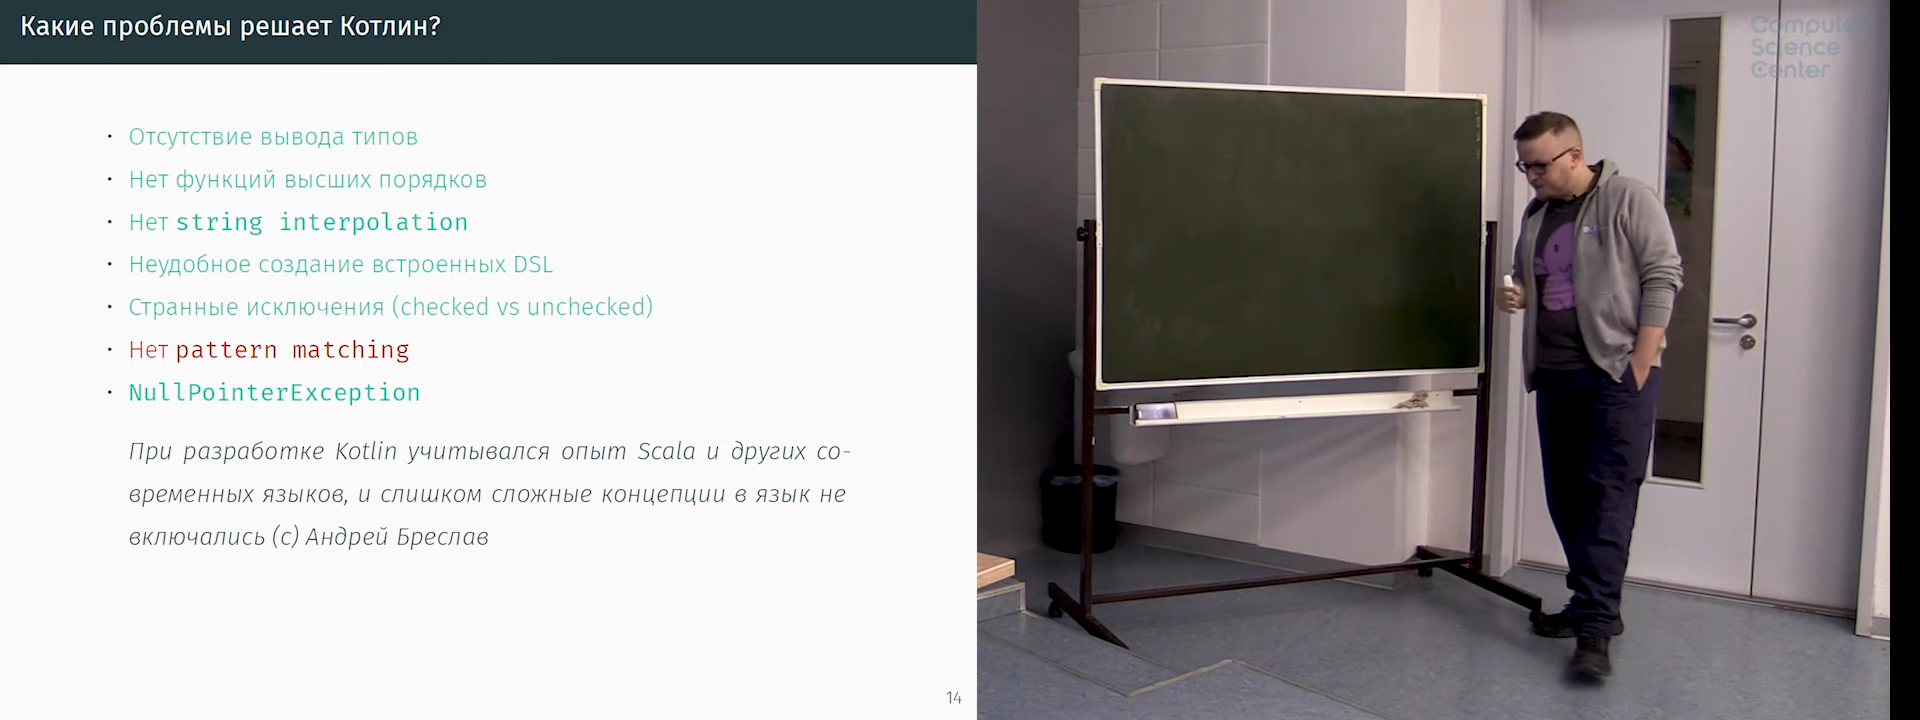 Какие проблемы решает Котлин?
• Отсутствие вывода типов
• Нет функций высших порядков
• Нет string interpolation
• Неудобное создание встроенных DSL
• Странные исключения (checked vs unchecked)
• Нет pattern matching
• NullPointerException
При разработке Kotlin учитывался опыт Scala и других со-
временных языков, и слишком сложные концепции в язык не
включались (с) Андрей Бреслав
14
Computer
Science
Center